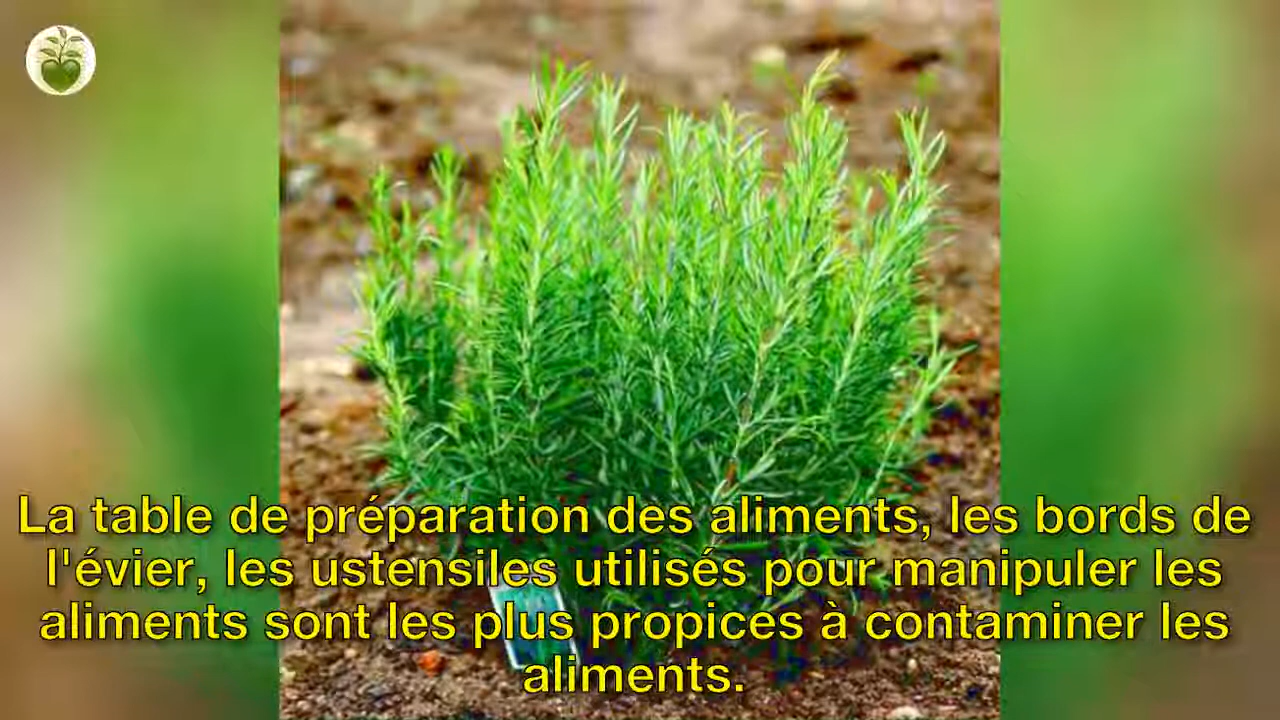 La table de préparation des aliments, les bords de
l'évier, les ustensiles utilisés pour manipuler les
aliments sont les plus propices à contaminer les
aliments.